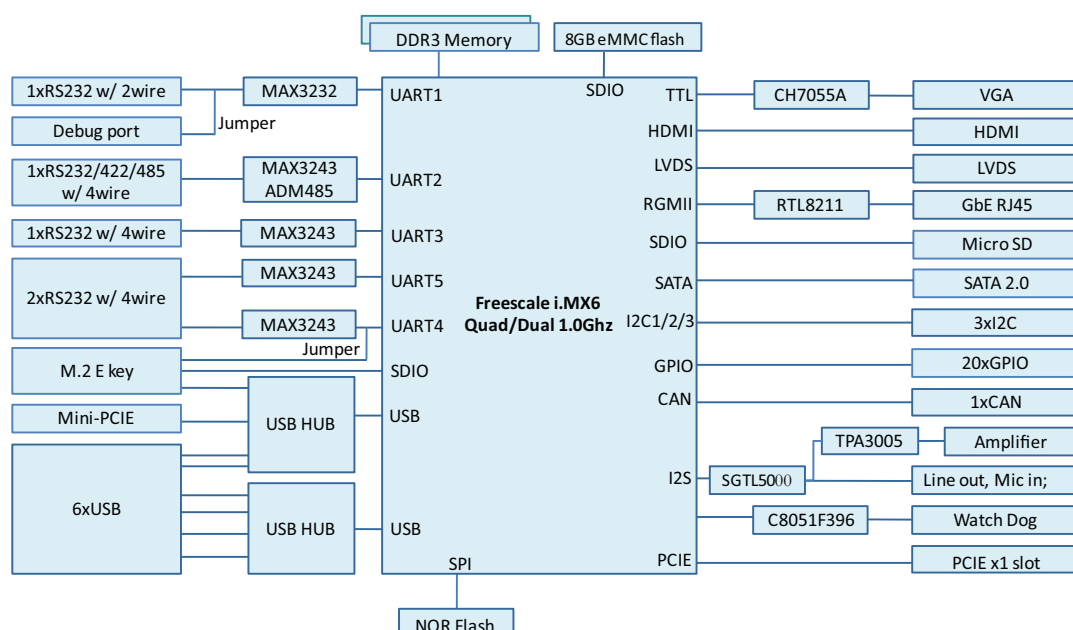 DDR3 Memory
8GB eMMC flash
1xRS232 w/ 2wire
MAX3232
UART1
SDIO
TTL
CH7055A
VGA
Debug port
Jumper
HDMI
HDMI
1xRS232/422/485
w/ 4wire
MAX3243
ADM485
UART2
LVDS
LVDS
RGMII
RTL8211
GbE RJ45
1xRS232 w/ 4wire
MAX3243
UART3
SDIO
Micro SD
2xRS232 w/ 4wire
MAX3243
UART5
SATA
SATA 2.0
Freescale i.MX6
Quad/Dual 1.0Ghz
MAX3243
UART4
I2C1/2/3
3xI2C
Jumper
M.2 E key
SDIO
GPIO
20xGPIO
CAN
1xCAN
Mini-PCIE
USB HUB
USB
TPA3005
Amplifier
I2S
SGTL5000
Line out, Mic in;
6xUSB
USB HUB
USB
C8051F396
Watch Dog
SPI
PCIE
PCIE x1 slot
NOR Flash